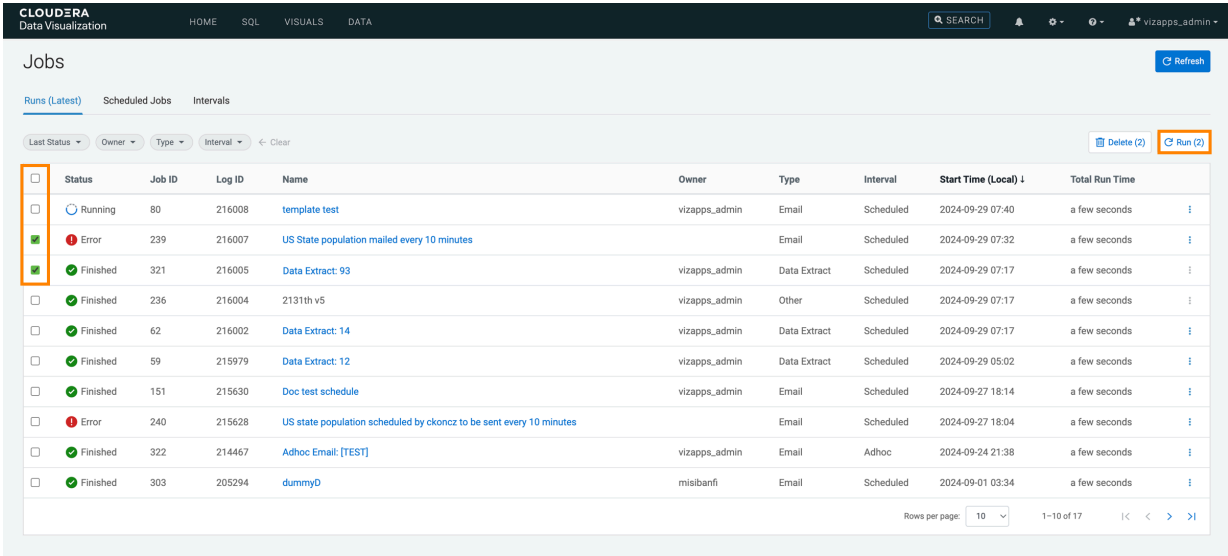 CLOUDERA
Data Visualization HOME SQL VISUALS DATA SEARCH vizapps_admin
Jobs Refresh
Runs (Latest) Scheduled Jobs Intervals
Last Status Owner Type Interval Clear Delete (2) Run (2)
Status Job ID Log ID Name Owner Type Interval Start Time (Local) ↓ Total Run Time
Running 80 216008 template test vizapps_admin Email Scheduled 2024-09-29 07:40 a few seconds
Error 239 216007 US State population mailed every 10 minutes Email Scheduled 2024-09-29 07:32 a few seconds
Finished 321 216005 Data Extract: 93 vizapps_admin Data Extract Scheduled 2024-09-29 07:17 a few seconds
Finished 236 216004 2131th v5 vizapps_admin Other Scheduled 2024-09-29 07:17 a few seconds
Finished 62 216002 Data Extract: 14 vizapps_admin Data Extract Scheduled 2024-09-29 07:17 a few seconds
Finished 59 215979 Data Extract: 12 vizapps_admin Data Extract Scheduled 2024-09-29 05:02 a few seconds
Finished 151 215630 Doc test schedule vizapps_admin Email Scheduled 2024-09-27 18:14 a few seconds
Error 240 215628 US state population scheduled by ckoncz to be sent every 10 minutes Email Scheduled 2024-09-27 18:04 a few seconds
Finished 322 214467 Adhoc Email: [TEST] vizapps_admin Email Adhoc 2024-09-24 21:38 a few seconds
Finished 303 205294 dummyD misibanfi Email Scheduled 2024-09-01 03:34 a few seconds
Rows per page: 10 1–10 of 17